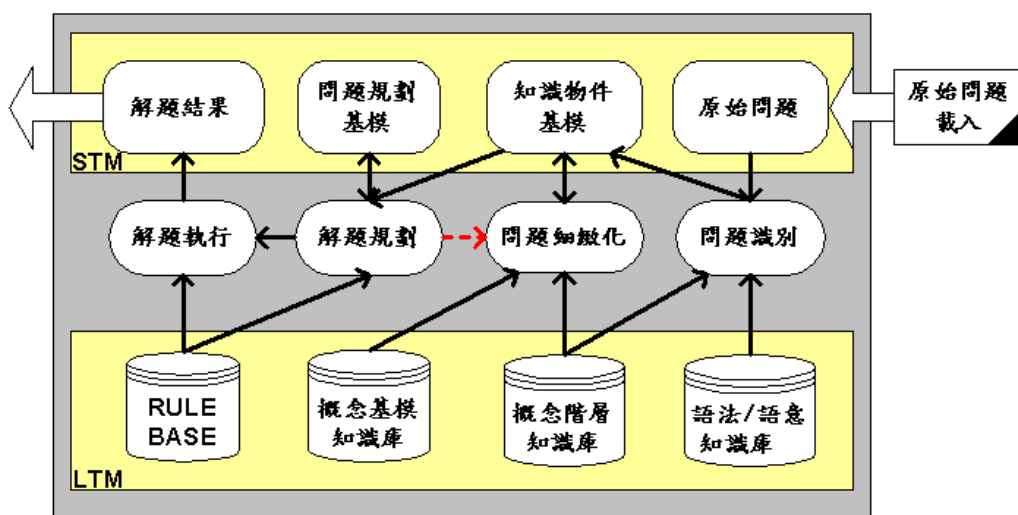 解題結果
問題規劃
基模
知識物件
基模
原始問題
原始問題
載入
STM
解題執行
解題規劃
問題細緻化
問題識別
RULE
BASE
概念基模
知識庫
概念階層
知識庫
語法/語意
知識庫
LTM